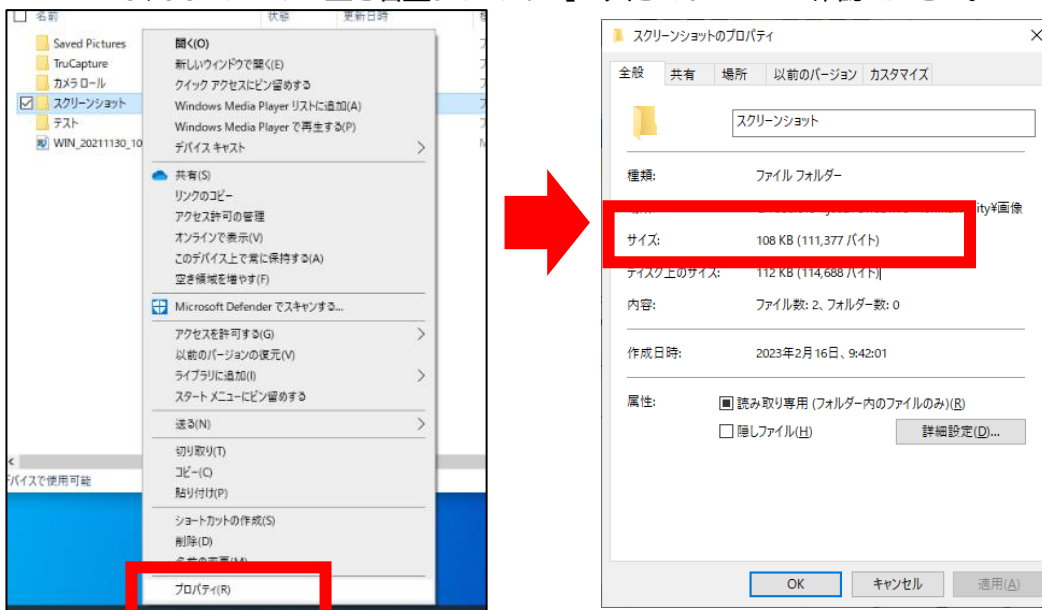 名前 状態 更新日時
Saved Pictures
TruCapture
カメラ ロール
スクリーンショット
テスト
WIN_20211130_10
デバイスで使用可能
開く(O)
新しいウィンドウで開く(E)
クイック アクセスにピン留めする
Windows Media Player リストに追加(A)
Windows Media Player で再生する(P)
デバイス キャスト
共有(S)
リンクのコピー
アクセス許可の管理
オンラインで表示(V)
このデバイス上で常に保持する(A)
空き領域を増やす(F)
Microsoft Defender でスキャンする...
アクセスを許可する(G)
以前のバージョンの復元(V)
ライブラリに追加(I)
スタート メニューにピン留めする
送る(N)
切り取り(T)
コピー(C)
貼り付け(P)
ショートカットの作成(S)
削除(D)
名前の変更(M)
プロパティ(R)
スクリーンショットのプロパティ
全般 共有 場所 以前のバージョン カスタマイズ
スクリーンショット
種類: ファイル フォルダー
ity¥画像
サイズ: 108 KB (111,377 バイト)
ディスク上のサイズ: 112 KB (114,688 バイト)
内容: ファイル数: 2、フォルダー数: 0
作成日時: 2023年2月16日、9:42:01
属性: 読み取り専用 (フォルダー内のファイルのみ)(R)
隠しファイル(H) 詳細設定(D)...
OK キャンセル 適用(A)